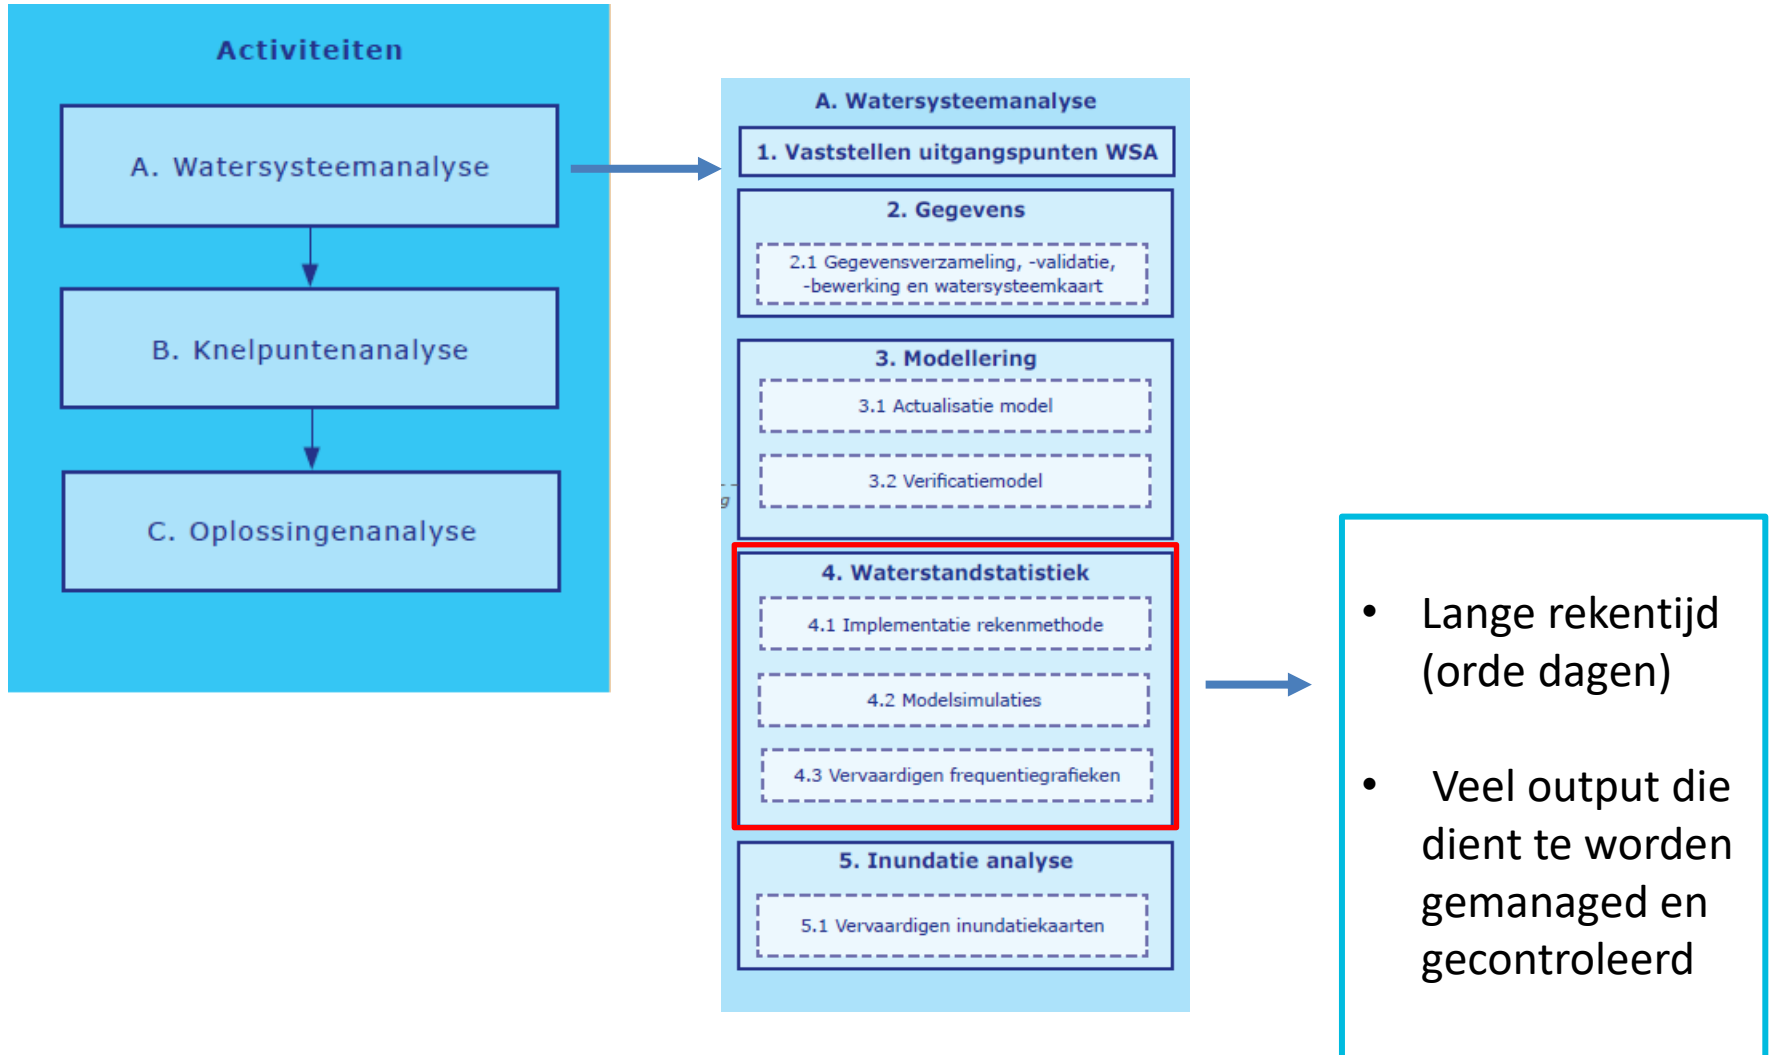 Activiteiten
A. Watersysteemanalyse
B. Knelpuntenanalyse
C. Oplossingenanalyse
A. Watersysteemanalyse
1. Vaststellen uitgangspunten WSA
2. Gegevens
2.1 Gegevensverzameling, -validatie,
-bewerking en watersysteemkaart
3. Modellering
3.1 Actualisatie model
3.2 Verificatiemodel
g
4. Waterstandstatistiek
4.1 Implementatie rekenmethode
4.2 Modelsimulaties
4.3 Vervaardigen frequentiegrafieken
5. Inundatie analyse
5.1 Vervaardigen inundatiekaarten
• Lange rekentijd
(orde dagen)
• Veel output die
dient te worden
gemanaged en
gecontroleerd